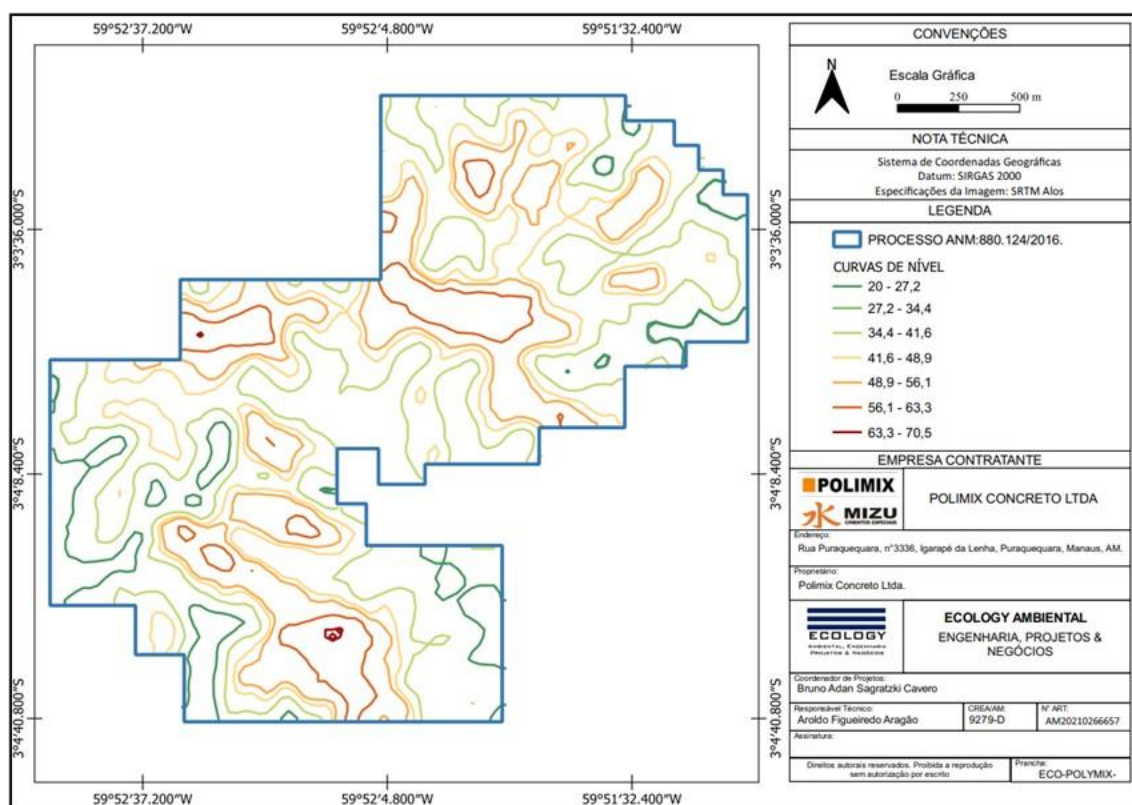 59°52'37.200"W
59°52'4.800"W
59°51'32.400"W
3°3'36.000"S
3°4'8.400"S
3°4'40.800"S
3°3'36.000"S
3°4'8.400"S
3°4'40.800"S
59°52'37.200"W
59°52'4.800"W
59°51'32.400"W
CONVENÇÕES
N
Escala Gráfica
0 250 500 m
NOTA TÉCNICA
Sistema de Coordenadas Geográficas
Datum: SIRGAS 2000
Especificações da Imagem: SRTM Alos
LEGENDA
PROCESSO ANM:880.124/2016.
CURVAS DE NÍVEL
20 - 27,2
27,2 - 34,4
34,4 - 41,6
41,6 - 48,9
48,9 - 56,1
56,1 - 63,3
63,3 - 70,5
EMPRESA CONTRATANTE
POLIMIX
水 MIZU
CIMENTOS ESPECIAIS
POLIMIX CONCRETO LTDA
Endereço:
Rua Puraquequara, n°3336, Igarapé da Lenha, Puraquequara, Manaus, AM.
Proprietário:
Polimix Concreto Ltda.
ECOLOGY
AMBIENTAL, ENGENHARIA
PROJETOS & NEGÓCIOS
ECOLOGY AMBIENTAL
ENGENHARIA, PROJETOS &
NEGÓCIOS
Coordenador de Projetos:
Bruno Adan Sagratzki Cavero
Responsável Técnico:
Aroldo Figueiredo Aragão
CREA/AM:
9279-D
N° ART:
AM20210266657
Assinatura:
Direitos autorais reservados. Proibida a reprodução
sem autorização por escrito
Prancha:
ECO-POLYMIX-